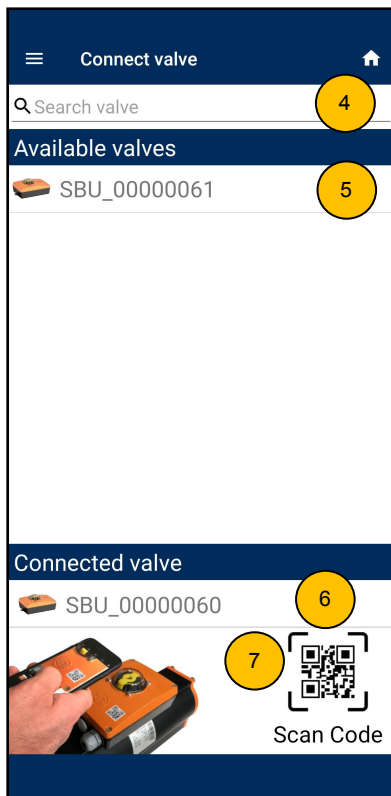 Connect valve
Search valve
4
Available valves
SBU_00000061
5
Connected valve
SBU_00000060
6
7
Scan Code